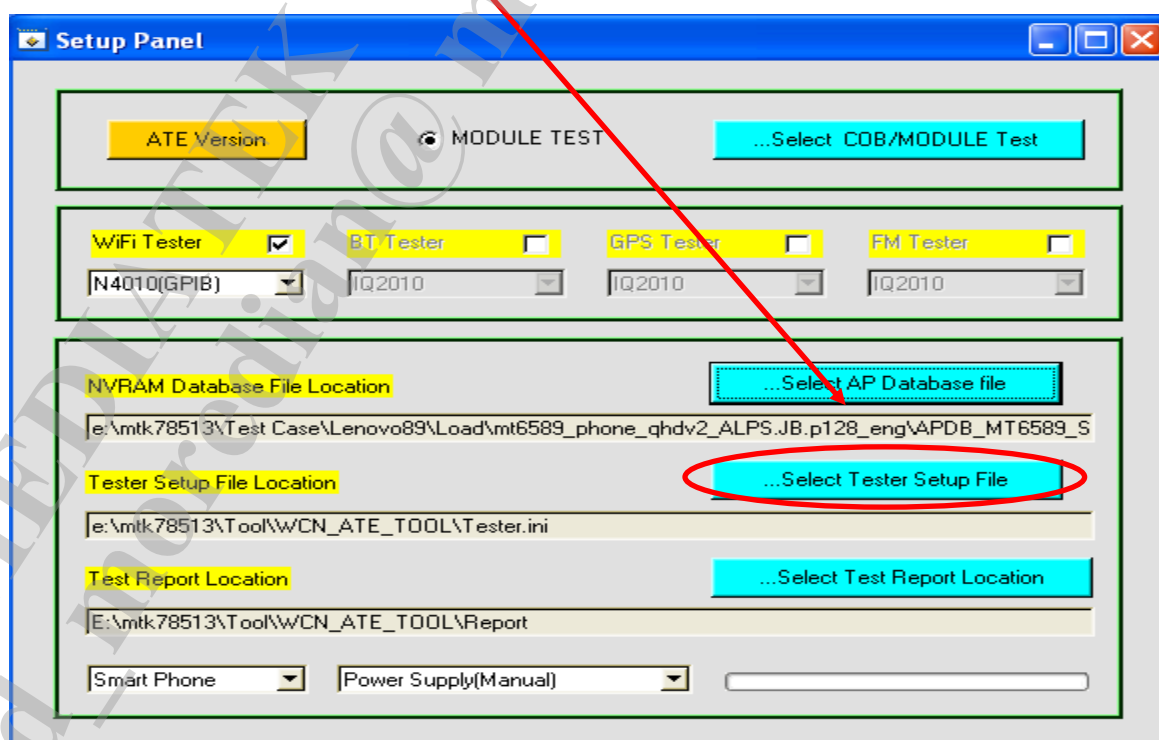 Setup Panel
ATE Version
MODULE TEST
...Select COB/MODULE Test
WiFi Tester
BT Tester
GPS Tester
FM Tester
N4010(GPIB)
IQ2010
IQ2010
IQ2010
NVRAM Database File Location
...Select AP Database file
e:\mtk78513\Test Case\Lenovo89\Load\mt6589_phone_qhdv2_ALPS.JB.p128_eng\APDB_MT6589_S
Tester Setup File Location
...Select Tester Setup File
e:\mtk78513\Tool\WCN_ATE_TOOL\Tester.ini
Test Report Location
...Select Test Report Location
E:\mtk78513\Tool\WCN_ATE_TOOL\Report
Smart Phone
Power Supply(Manual)